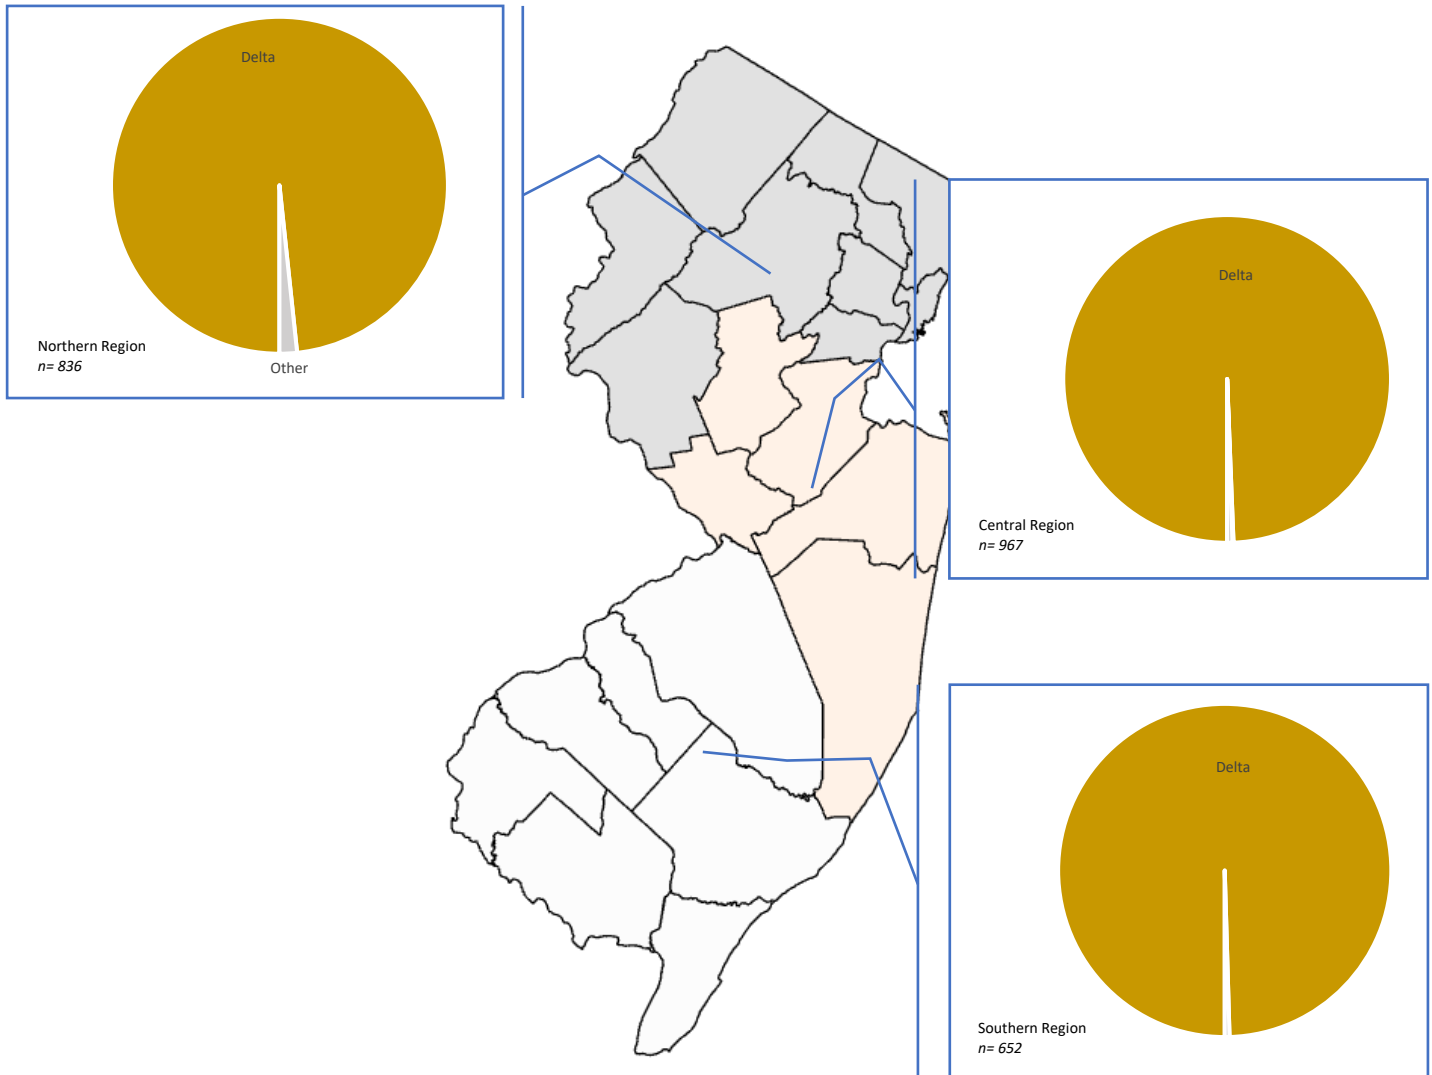 Delta
Northern Region
n= 836
Other
Delta
Central Region
n= 967
Delta
Southern Region
n= 652